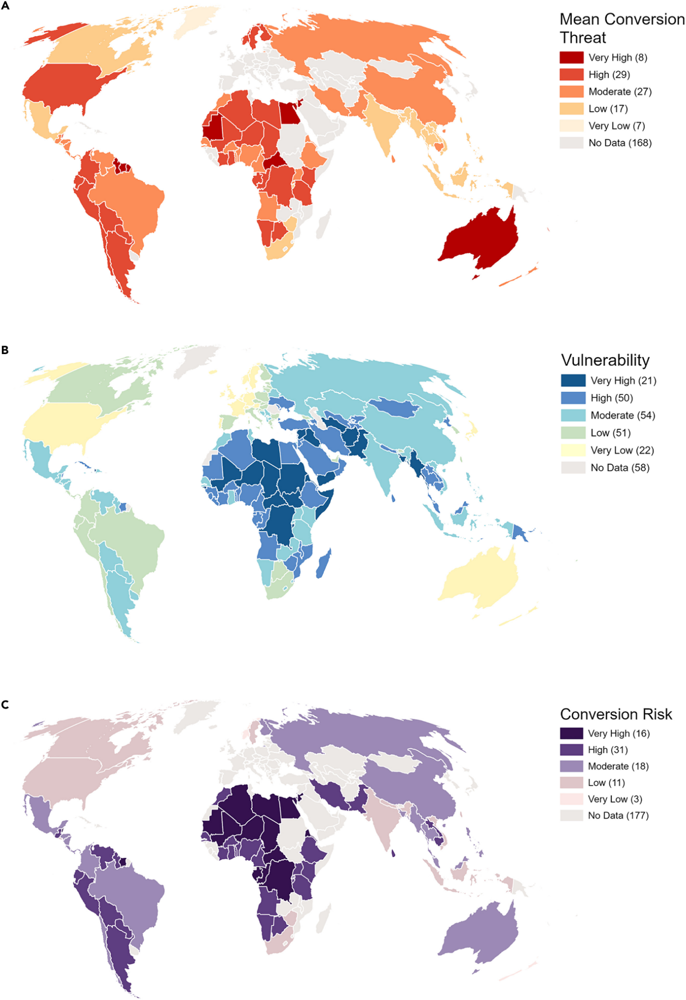 A
Mean Conversion
Threat
Very High (8)
High (29)
Moderate (27)
Low (17)
Very Low (7)
No Data (168)
B
Vulnerability
Very High (21)
High (50)
Moderate (54)
Low (51)
Very Low (22)
No Data (58)
C
Conversion Risk
Very High (16)
High (31)
Moderate (18)
Low (11)
Very Low (3)
No Data (177)